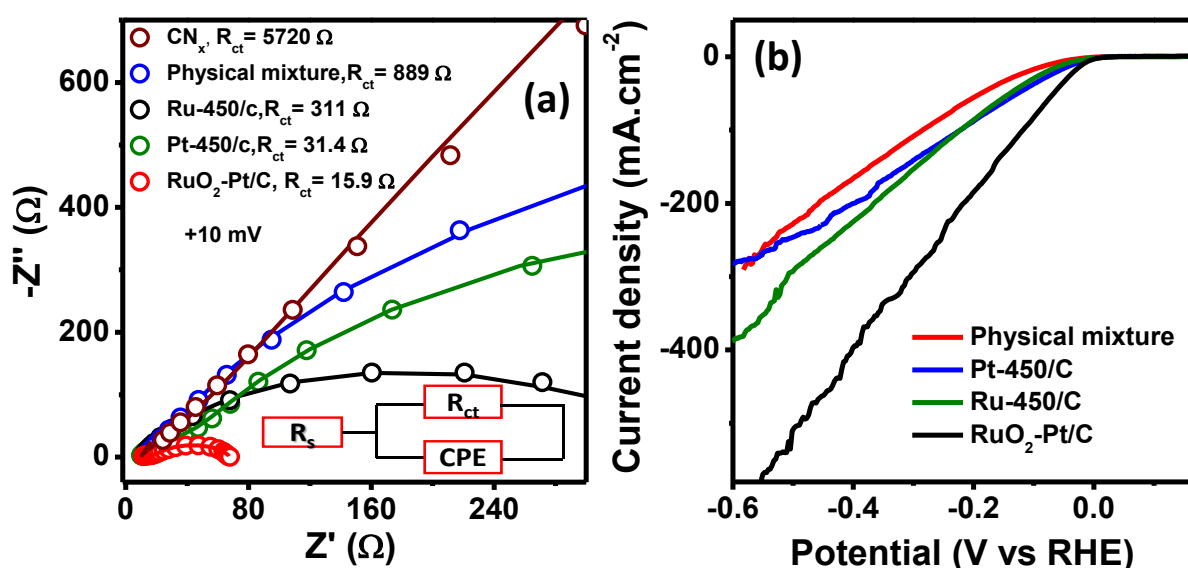 (a)
CNx, Rct= 5720 Ω
Physical mixture,Rct= 889 Ω
Ru-450/c,Rct= 311 Ω
Pt-450/c,Rct= 31.4 Ω
RuO2-Pt/C, Rct= 15.9 Ω
+10 mV
-Z'' (Ω)
600
400
200
0
Rs
Rct
CPE
0 80 160 240
Z' (Ω)
(b)
Current density (mA.cm-2)
0
-200
-400
Physical mixture
Pt-450/C
Ru-450/C
RuO2-Pt/C
-0.6 -0.4 -0.2 0.0
Potential (V vs RHE)